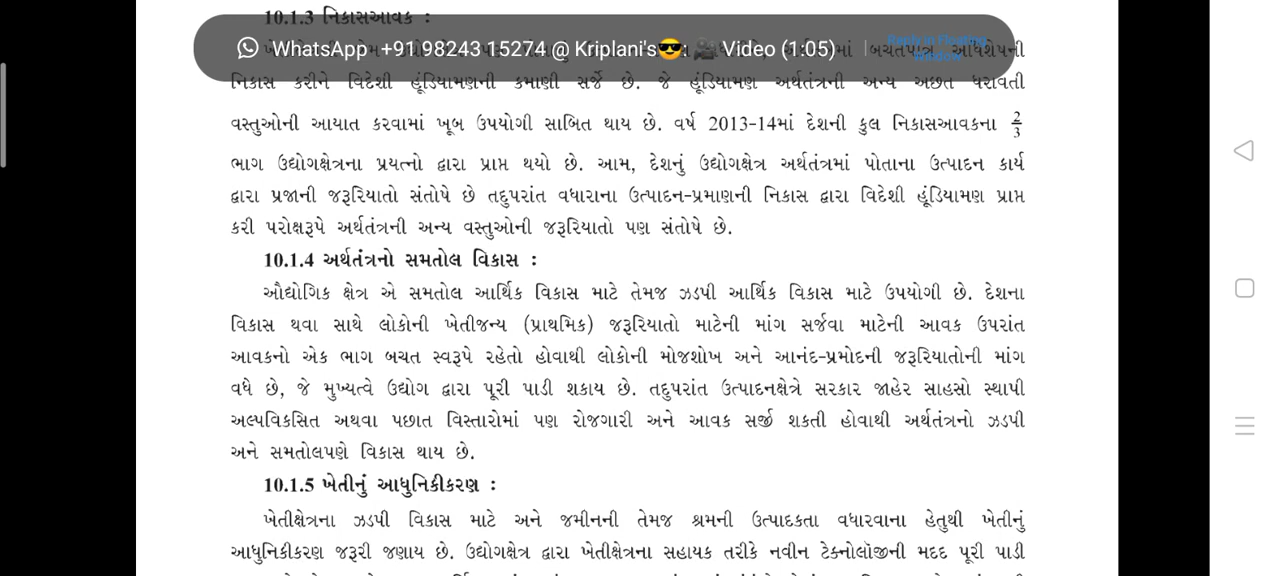 10.1.3 નિકાસઆવક :
WhatsApp · +91 98243 15274 @ Kriplani's😎 🎥 Video (1:05)
Reply in Floating Window
નિકાસ કરીને વિદેશી હૂંડિયામણની કમાણી સર્જે છે. જે હૂંડિયામણ અર્થતંત્રની અન્ય અછત ધરાવતી
વસ્તુઓની આયાત કરવામાં ખૂબ ઉપયોગી સાબિત થાય છે. વર્ષ 2013-14માં દેશની કુલ નિકાસઆવકના 2/3
ભાગ ઉદ્યોગક્ષેત્રના પ્રયત્નો દ્વારા પ્રાપ્ત થયો છે. આમ, દેશનું ઉદ્યોગક્ષેત્ર અર્થતંત્રમાં પોતાના ઉત્પાદન કાર્ય
દ્વારા પ્રજાની જરૂરિયાતો સંતોષે છે તદુપરાંત વધારાના ઉત્પાદન-પ્રમાણની નિકાસ દ્વારા વિદેશી હૂંડિયામણ પ્રાપ્ત
કરી પરોક્ષરૂપે અર્થતંત્રની અન્ય વસ્તુઓની જરૂરિયાતો પણ સંતોષે છે.
10.1.4 અર્થતંત્રનો સમતોલ વિકાસ :
ઔદ્યોગિક ક્ષેત્ર એ સમતોલ આર્થિક વિકાસ માટે તેમજ ઝડપી આર્થિક વિકાસ માટે ઉપયોગી છે. દેશના
વિકાસ થવા સાથે લોકોની ખેતીજન્ય (પ્રાથમિક) જરૂરિયાતો માટેની માંગ સર્જવા માટેની આવક ઉપરાંત
આવકનો એક ભાગ બચત સ્વરૂપે રહેતો હોવાથી લોકોની મોજશોખ અને આનંદ-પ્રમોદની જરૂરિયાતોની માંગ
વધે છે, જે મુખ્યત્વે ઉદ્યોગ દ્વારા પૂરી પાડી શકાય છે. તદુપરાંત ઉત્પાદનક્ષેત્રે સરકાર જાહેર સાહસો સ્થાપી
અલ્પવિકસિત અથવા પછાત વિસ્તારોમાં પણ રોજગારી અને આવક સર્જી શકતી હોવાથી અર્થતંત્રનો ઝડપી
અને સમતોલપણે વિકાસ થાય છે.
10.1.5 ખેતીનું આધુનિકીકરણ :
ખેતીક્ષેત્રના ઝડપી વિકાસ માટે અને જમીનની તેમજ શ્રમની ઉત્પાદકતા વધારવાના હેતુથી ખેતીનું
આધુનિકીકરણ જરૂરી જણાય છે. ઉદ્યોગક્ષેત્ર દ્વારા ખેતીક્ષેત્રના સહાયક તરીકે નવીન ટેક્નોલૉજીની મદદ પૂરી પાડી